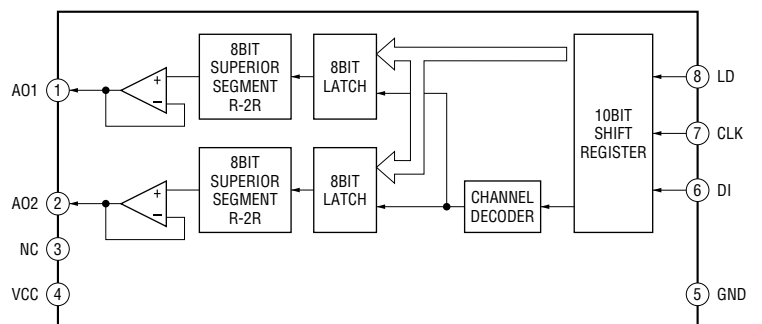 8BIT
SUPERIOR
SEGMENT
R-2R
8BIT
LATCH
10BIT
SHIFT
REGISTER
AO1 1
+
−
8 LD
7 CLK
8BIT
SUPERIOR
SEGMENT
R-2R
8BIT
LATCH
CHANNEL
DECODER
AO2 2
+
−
6 DI
NC 3
VCC 4
5 GND